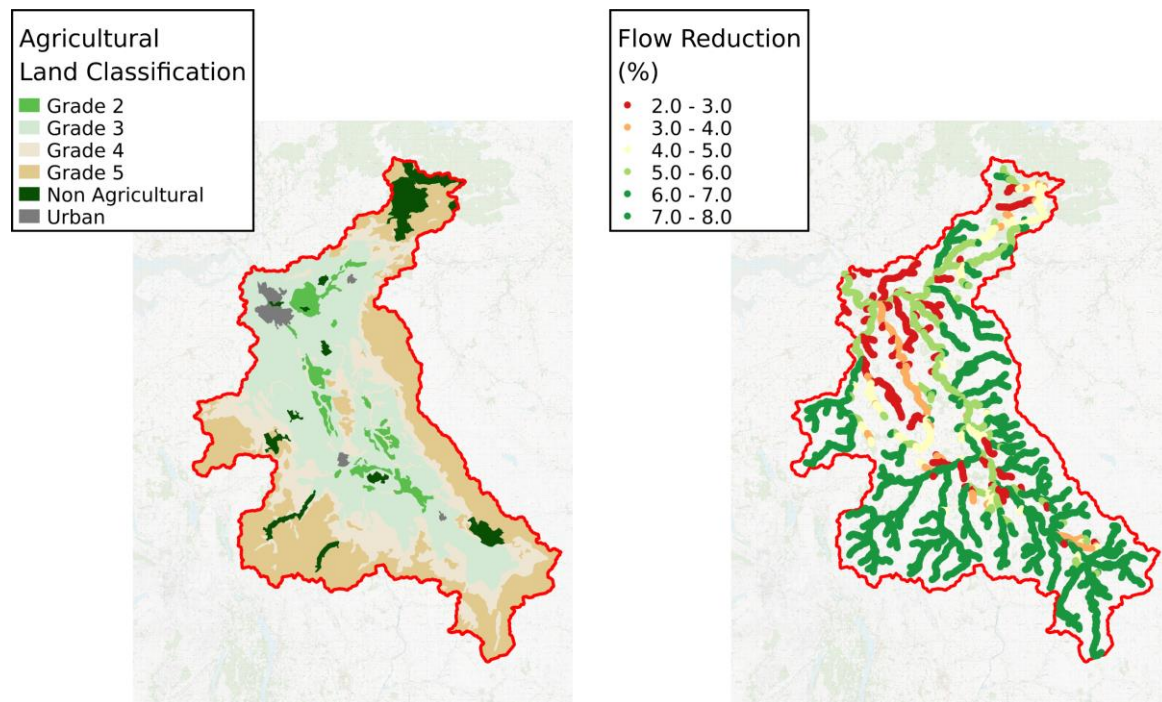 Agricultural
Land Classification
Grade 2
Grade 3
Grade 4
Grade 5
Non Agricultural
Urban
Flow Reduction
(%)
2.0 - 3.0
3.0 - 4.0
4.0 - 5.0
5.0 - 6.0
6.0 - 7.0
7.0 - 8.0